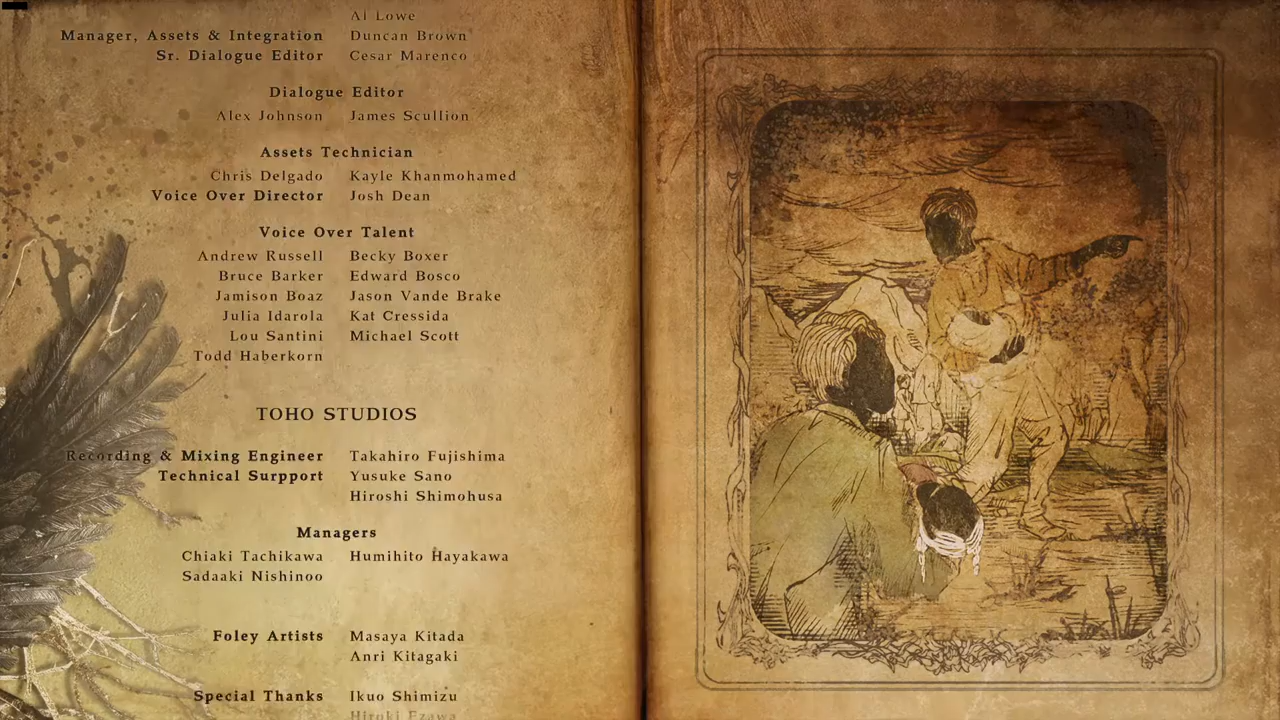 Al Lowe
Manager, Assets & Integration Duncan Brown
Sr. Dialogue Editor Cesar Marenco
Dialogue Editor
Alex Johnson James Scullion
Assets Technician
Chris Delgado Kayle Khanmohamed
Voice Over Director Josh Dean
Voice Over Talent
Andrew Russell Becky Boxer
Bruce Barker Edward Bosco
Jamison Boaz Jason Vande Brake
Julia Idarola Kat Cressida
Lou Santini Michael Scott
Todd Haberkorn
TOHO STUDIOS
Recording & Mixing Engineer Takahiro Fujishima
Technical Surpport Yusuke Sano
Hiroshi Shimohusa
Managers
Chiaki Tachikawa Humihito Hayakawa
Sadaaki Nishinoo
Foley Artists Masaya Kitada
Anri Kitagaki
Special Thanks Ikuo Shimizu
Hiroki Ezawa